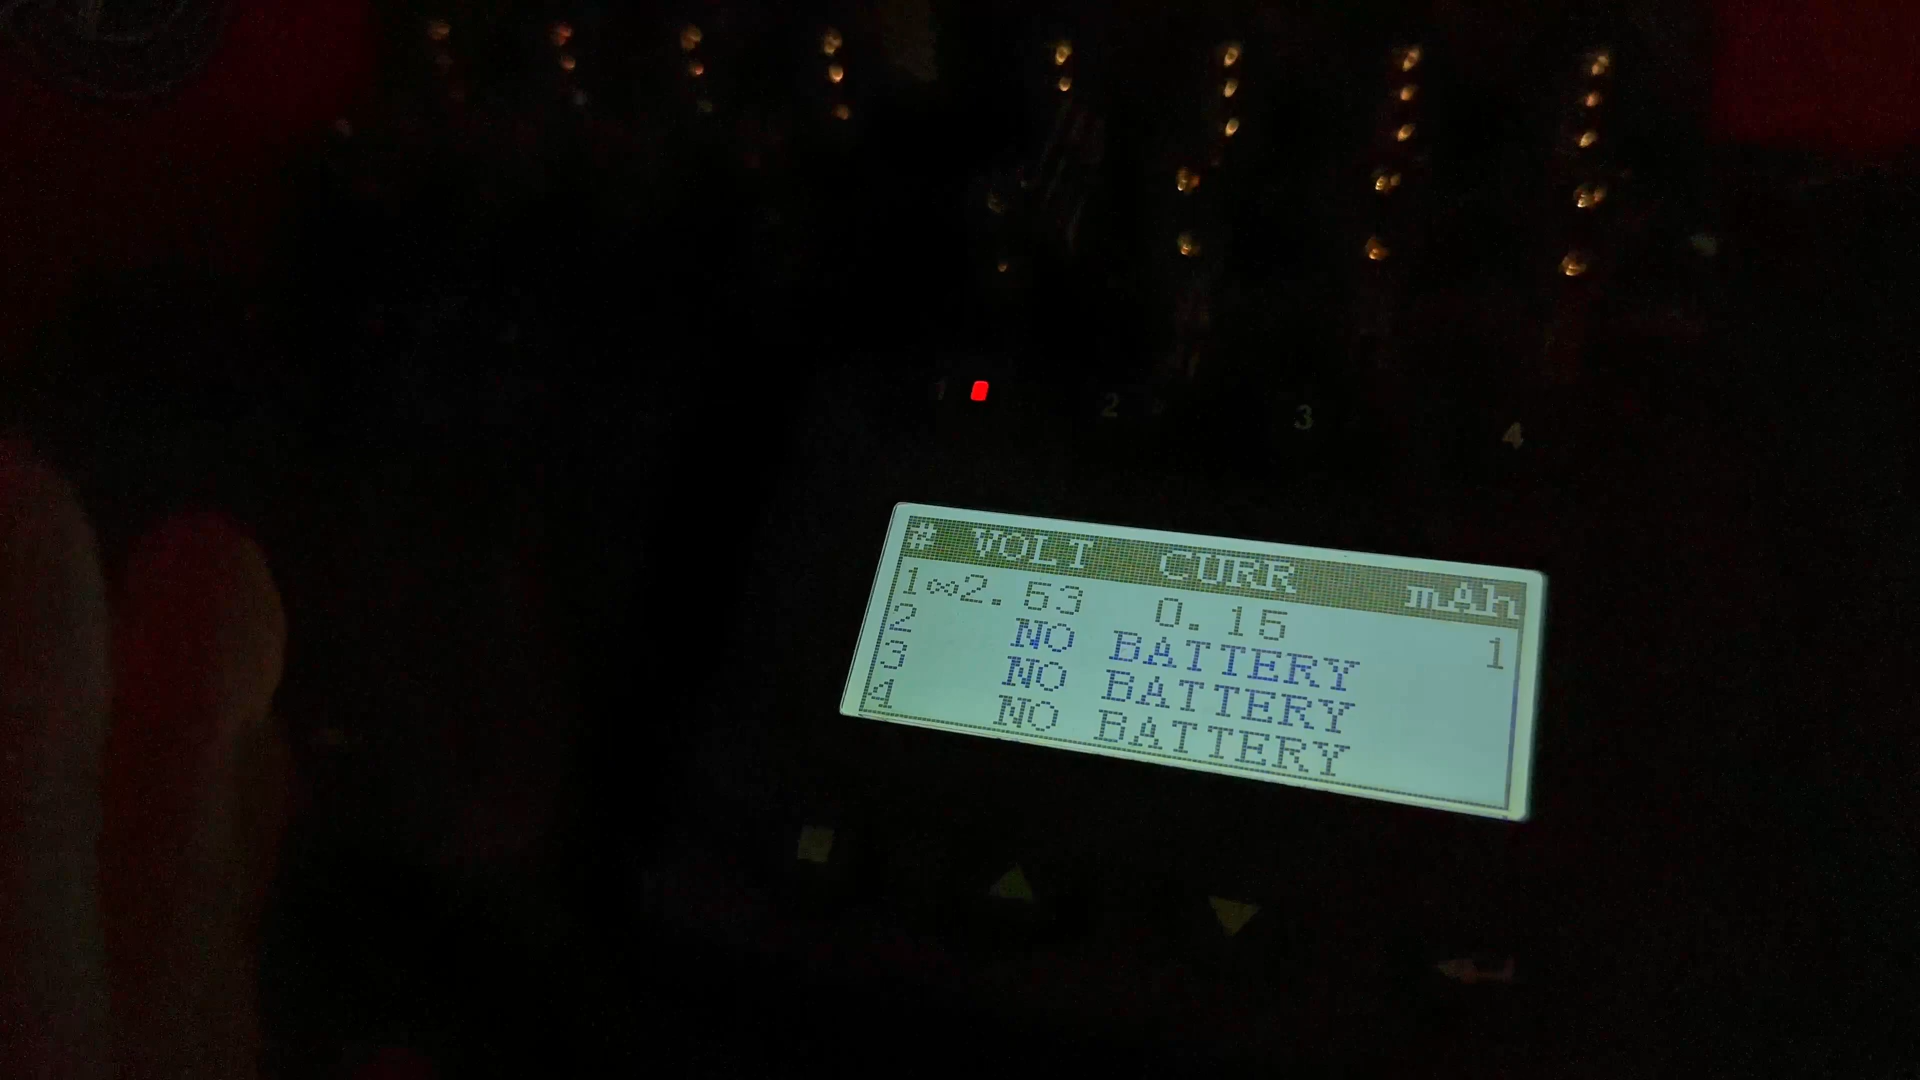 1 2 3 4
# VOLT CURR mAh
1∞2.53 0.15 1
2 NO BATTERY
3 NO BATTERY
4 NO BATTERY